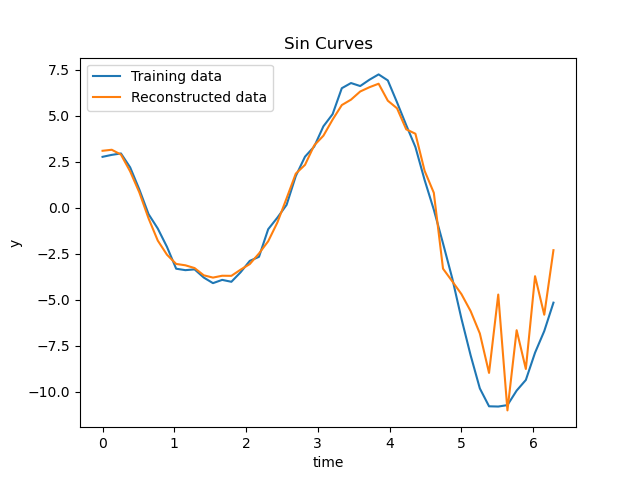 Sin Curves
Training data
Reconstructed data
7.5
5.0
2.5
0.0
−2.5
−5.0
−7.5
−10.0
y
0 1 2 3 4 5 6
time